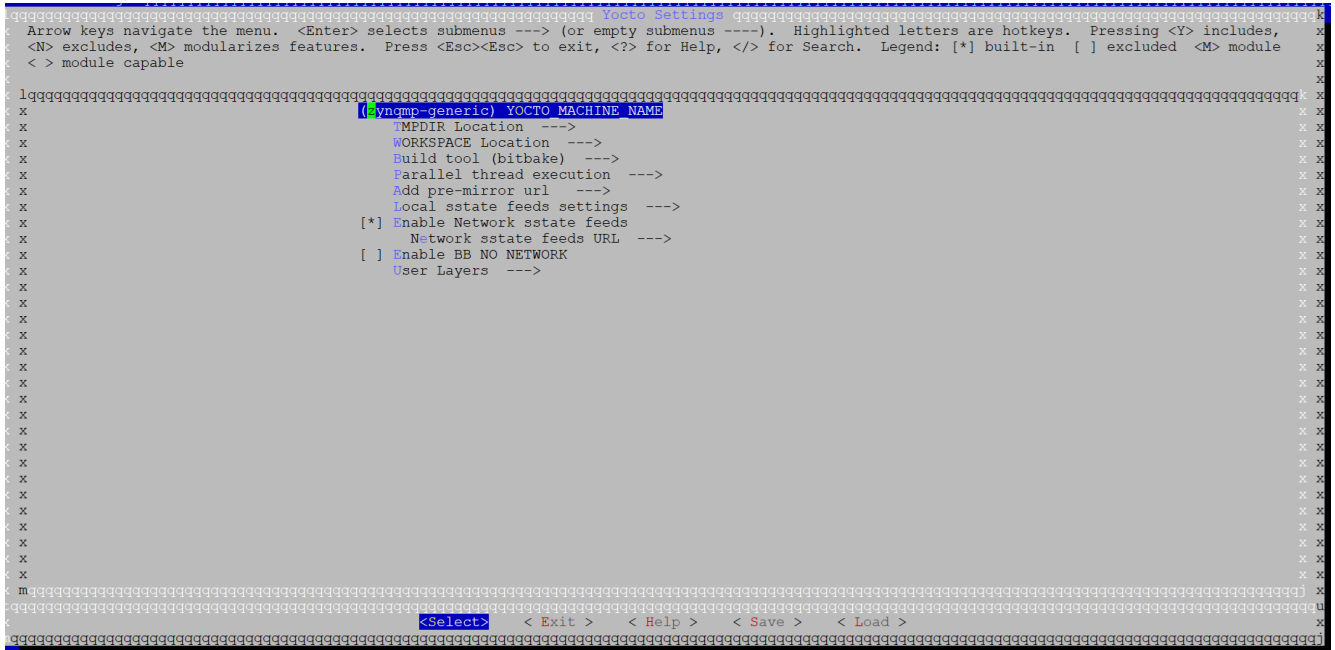 Yocto Settings
Arrow keys navigate the menu. <Enter> selects submenus ---> (or empty submenus ----). Highlighted letters are hotkeys. Pressing <Y> includes,
<N> excludes, <M> modularizes features. Press <Esc><Esc> to exit, <?> for Help, </> for Search. Legend: [*] built-in [ ] excluded <M> module
< > module capable
(zynqmp-generic) YOCTO_MACHINE_NAME
TMPDIR Location --->
WORKSPACE Location --->
Build tool (bitbake) --->
Parallel thread execution --->
Add pre-mirror url --->
Local sstate feeds settings --->
[*] Enable Network sstate feeds
Network sstate feeds URL --->
[ ] Enable BB NO NETWORK
User Layers --->
<Select> < Exit > < Help > < Save > < Load >